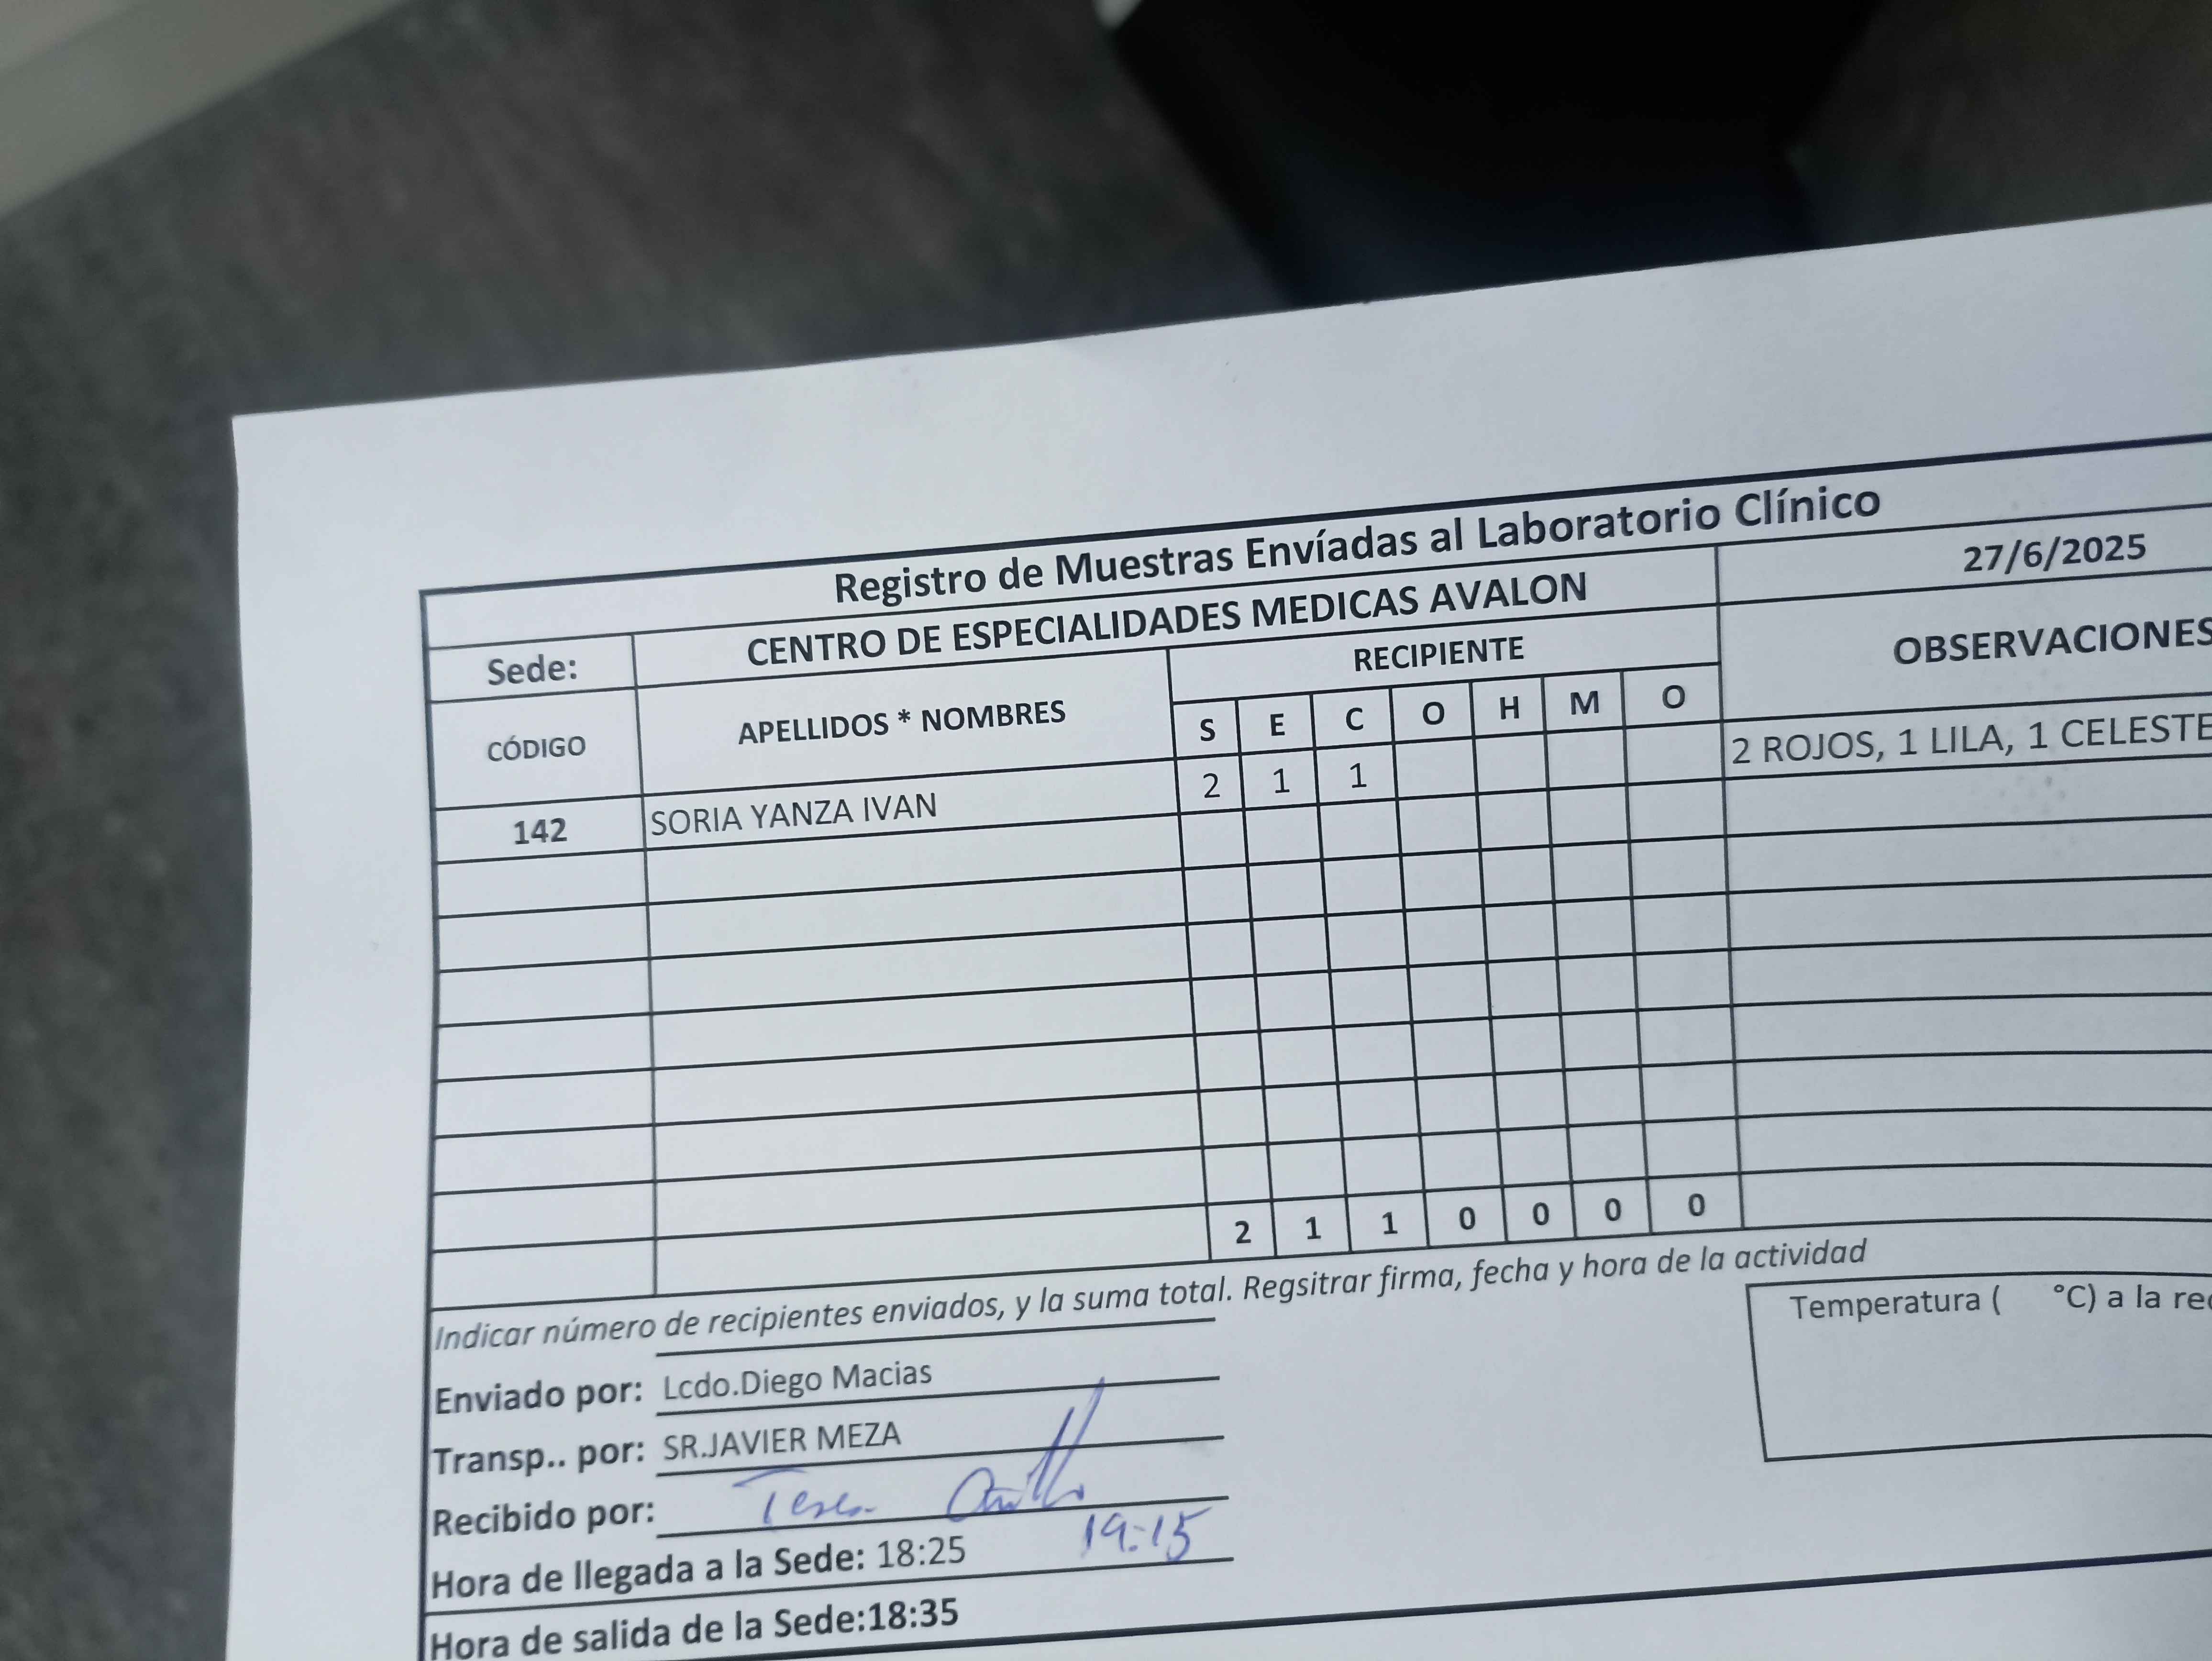 Registro de Muestras Envíadas al Laboratorio Clínico
Sede: CENTRO DE ESPECIALIDADES MEDICAS AVALON 27/6/2025
CÓDIGO APELLIDOS * NOMBRES RECIPIENTE OBSERVACIONES
S E C O H M O
142 SORIA YANZA IVAN 2 1 1 2 ROJOS, 1 LILA, 1 CELESTE
2 1 1 0 0 0 0
Indicar número de recipientes enviados, y la suma total. Regsitrar firma, fecha y hora de la actividad
Temperatura ( °C) a la
Enviado por: Lcdo.Diego Macias
Transp.. por: SR.JAVIER MEZA
Recibido por:
Hora de llegada a la Sede: 18:25 19:15
Hora de salida de la Sede:18:35